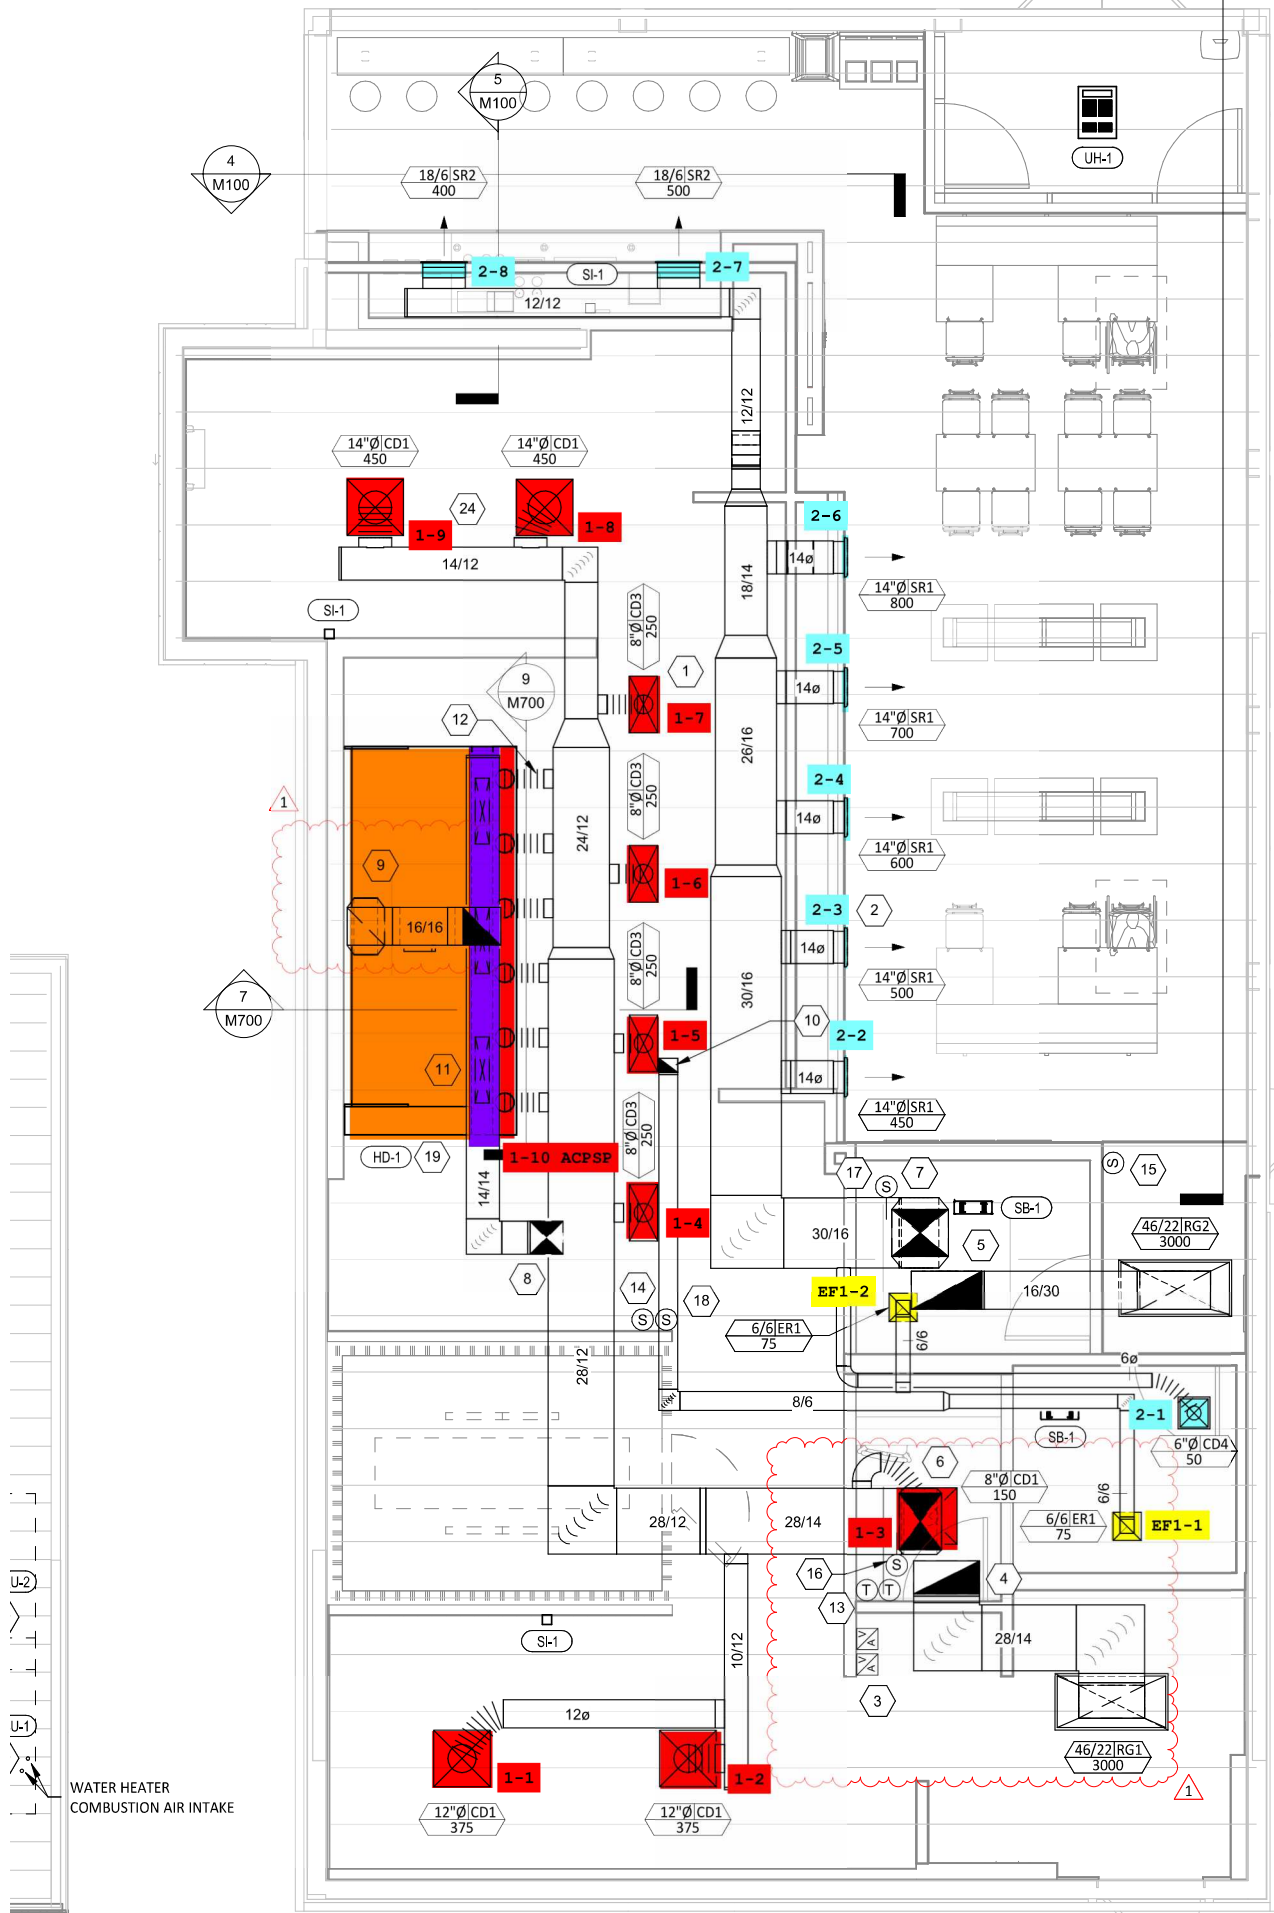 5
M100
4
M100
18/6 SR2
400
18/6 SR2
500
UH-1
2-8
SI-1
2-7
12/12
12/12
14"Ø CD1
450
14"Ø CD1
450
24
1-9
1-8
2-6
14/12
14ø
18/14
14"Ø SR1
800
SI-1
8"Ø CD3
250
2-5
1
9
M700
14ø
12
1-7
14"Ø SR1
700
26/16
2-4
8"Ø CD3
250
1
14ø
24/12
14"Ø SR1
600
9
1-6
2-3
2
16/16
8"Ø CD3
250
14ø
14"Ø SR1
500
30/16
7
M700
10
2-2
1-5
11
14ø
14"Ø SR1
450
8"Ø CD3
250
HD-1
19
1-10 ACPSP
17
7
S
15
S
14/14
1-4
SB-1
46/22 RG2
3000
30/16
5
8
14
EF1-2
16/30
18
S
S
6/6 ER1
75
6/6
28/12
6ø
8/6
2-1
SB-1
6"Ø CD4
50
6
8"Ø CD1
150
6/6
28/12
28/14
1-3
6/6 ER1
75
EF1-1
16
S
4
U-2
T
T
13
SI-1
28/14
10/12
V
A
V
A
3
12ø
U-1
46/22 RG1
3000
1-1
1-2
1
WATER HEATER
COMBUSTION AIR INTAKE
12"Ø CD1
375
12"Ø CD1
375